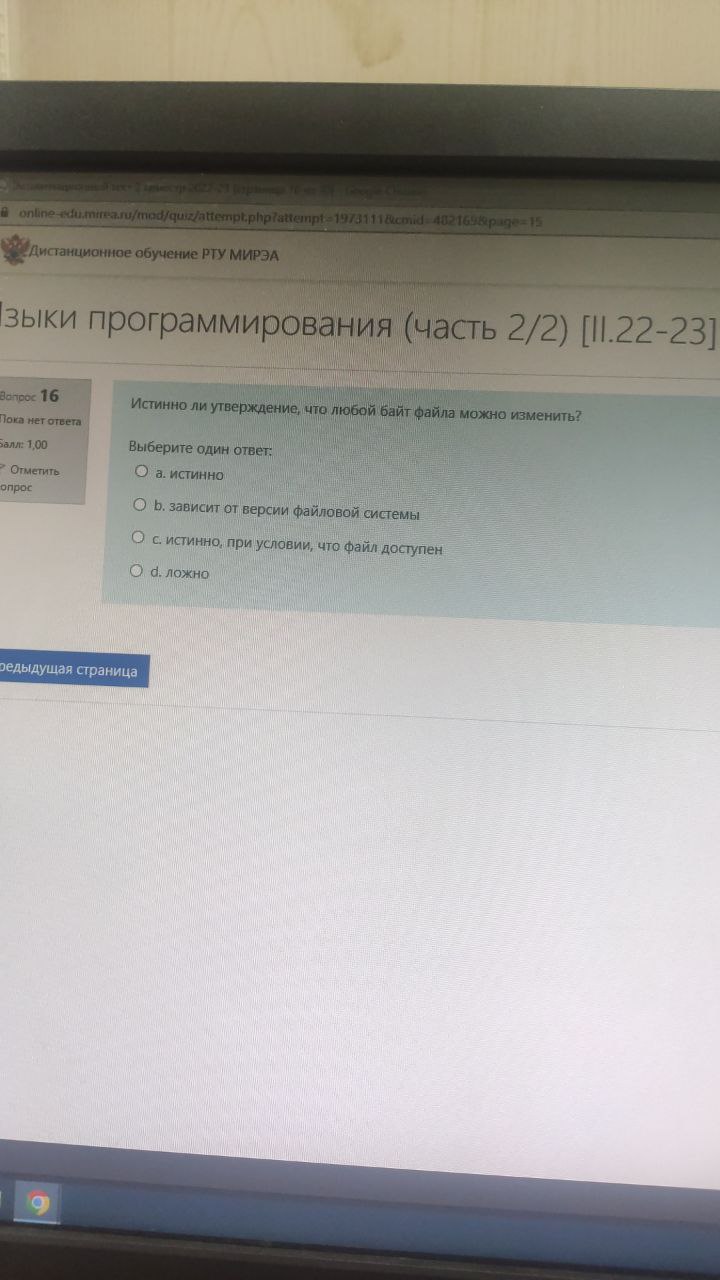 online-edu.mirea.ru/mod/quiz/attempt.php?attempt=1973111&cmid=482169&page=15
Дистанционное обучение РТУ МИРЭА
языки программирования (часть 2/2) [II.22-23]
Вопрос 16
Пока нет ответа
Балл: 1,00
Отметить
опрос
Истинно ли утверждение, что любой байт файла можно изменить?
Выберите один ответ:
a. истинно
b. зависит от версии файловой системы
c. истинно, при условии, что файл доступен
d. ложно
редыдущая страница